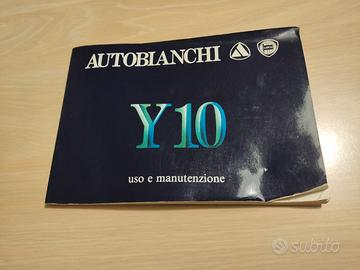 AUTOBIANCHI
Y10
uso e manutenzione
subito